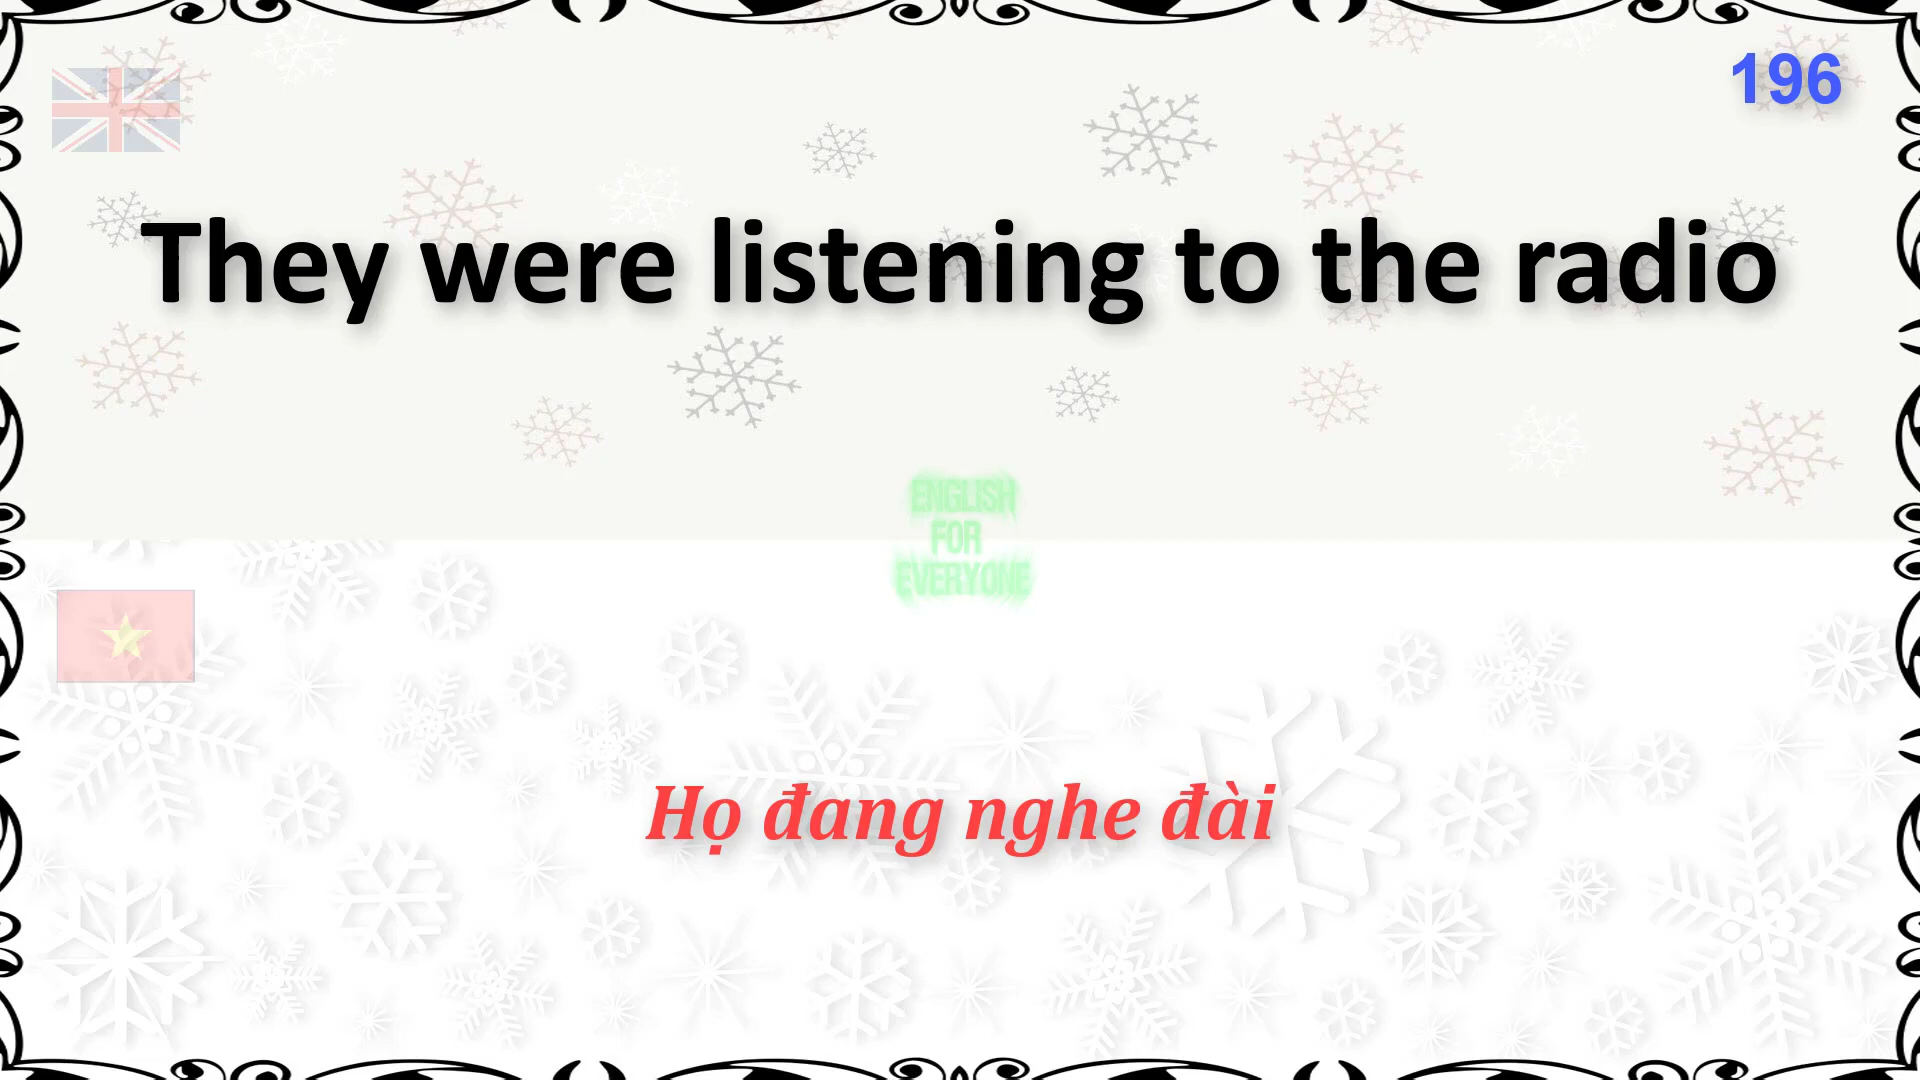 196
They were listening to the radio
ENGLISH
FOR
EVERYONE
Họ đang nghe đài